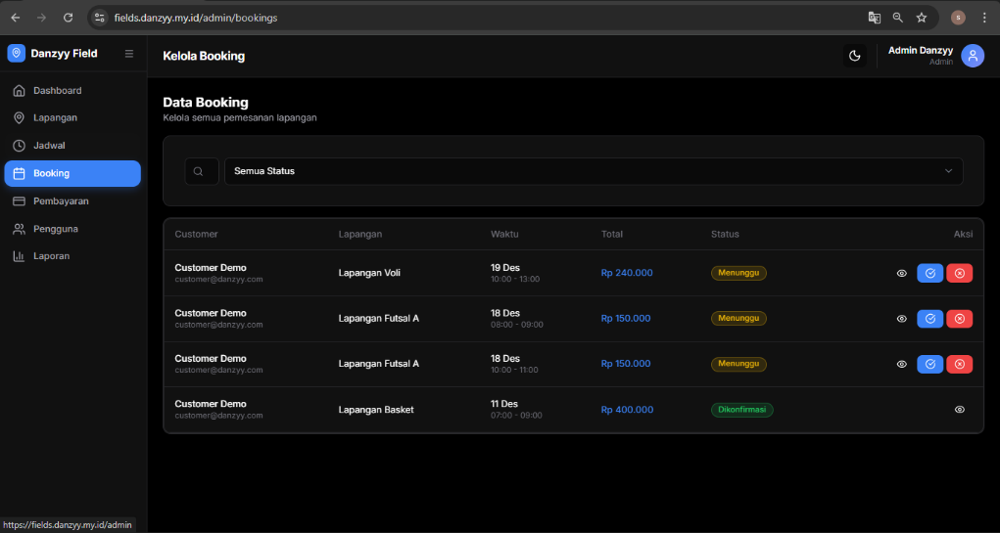 fields.danzyy.my.id/admin/bookings
s
Danzyy Field
Kelola Booking
Admin Danzyy
Admin
Dashboard
Lapangan
Jadwal
Booking
Pembayaran
Pengguna
Laporan
Data Booking
Kelola semua pemesanan lapangan
Semua Status
Customer Lapangan Waktu Total Status Aksi
Customer Demo Lapangan Voli 19 Des Rp 240.000 Menunggu
customer@danzyy.com 10:00 - 13:00
Customer Demo Lapangan Futsal A 18 Des Rp 150.000 Menunggu
customer@danzyy.com 08:00 - 09:00
Customer Demo Lapangan Futsal A 18 Des Rp 150.000 Menunggu
customer@danzyy.com 10:00 - 11:00
Customer Demo Lapangan Basket 11 Des Rp 400.000 Dikonfirmasi
customer@danzyy.com 07:00 - 09:00
https://fields.danzyy.my.id/admin